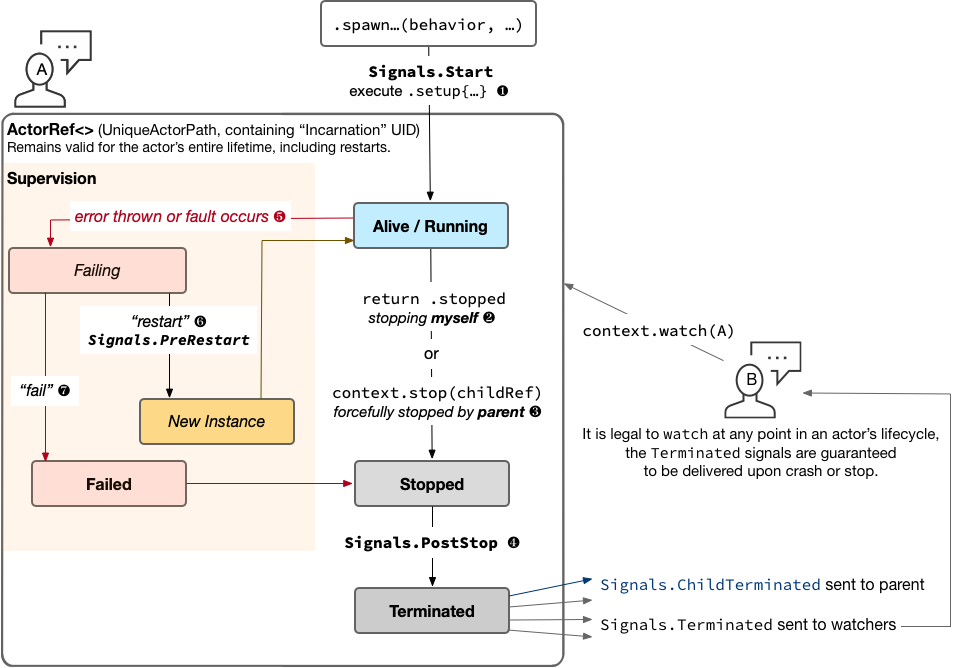 .spawn…(behavior, …)
A
Signals.Start
execute .setup{…} ❶
ActorRef<> (UniqueActorPath, containing “Incarnation” UID)
Remains valid for the actor’s entire lifetime, including restarts.
Supervision
error thrown or fault occurs ❺
Alive / Running
Failing
return .stopped
stopping myself ❷
“restart” ❻
Signals.PreRestart
or
context.watch(A)
“fail” ❼
context.stop(childRef)
forcefully stopped by parent ❸
New Instance
B
It is legal to watch at any point in an actor’s lifecycle,
the Terminated signals are guaranteed
to be delivered upon crash or stop.
Failed
Stopped
Signals.PostStop ❹
Terminated
Signals.ChildTerminated sent to parent
Signals.Terminated sent to watchers